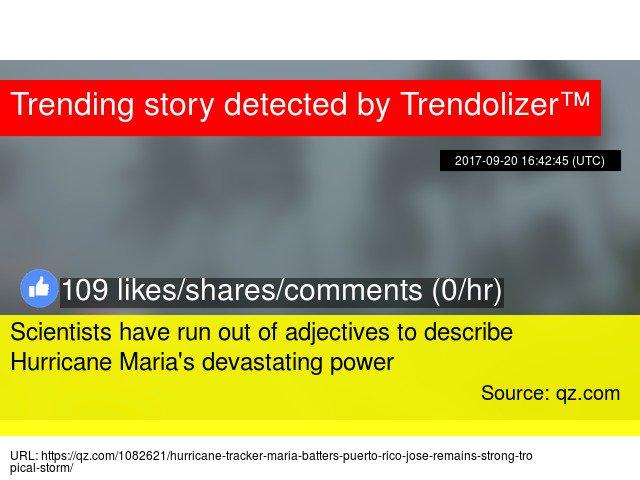 Trending story detected by Trendolizer™
2017-09-20 16:42:45 (UTC)
109 likes/shares/comments (0/hr)
Scientists have run out of adjectives to describe
Hurricane Maria's devastating power
Source: qz.com
URL: https://qz.com/1082621/hurricane-tracker-maria-batters-puerto-rico-jose-remains-strong-tro
pical-storm/